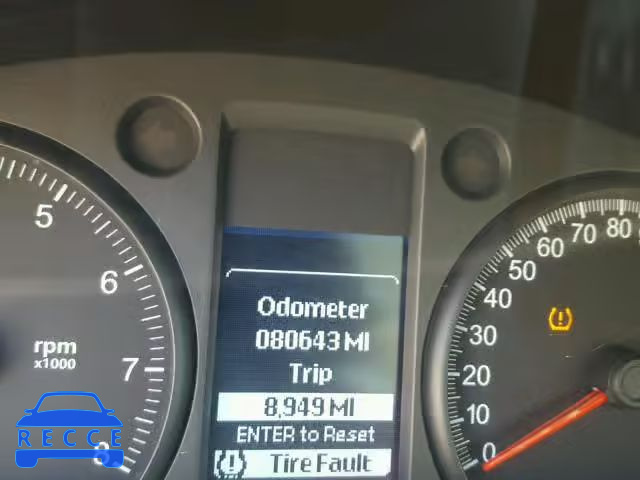 5
6
7
8
rpm
x1000
Odometer
080643 MI
Trip
8,949 MI
ENTER to Reset
Tire Fault
80
70
60
50
40
30
20
10
0
RECCE